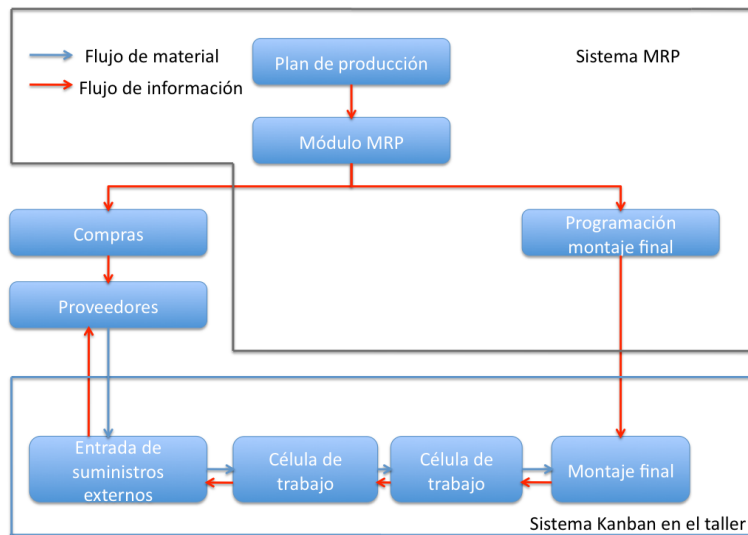 Flujo de material
Flujo de información
Plan de producción
Sistema MRP
Módulo MRP
Compras
Programación
montaje final
Proveedores
Entrada de
suministros
externos
Célula de
trabajo
Célula de
trabajo
Montaje final
Sistema Kanban en el taller